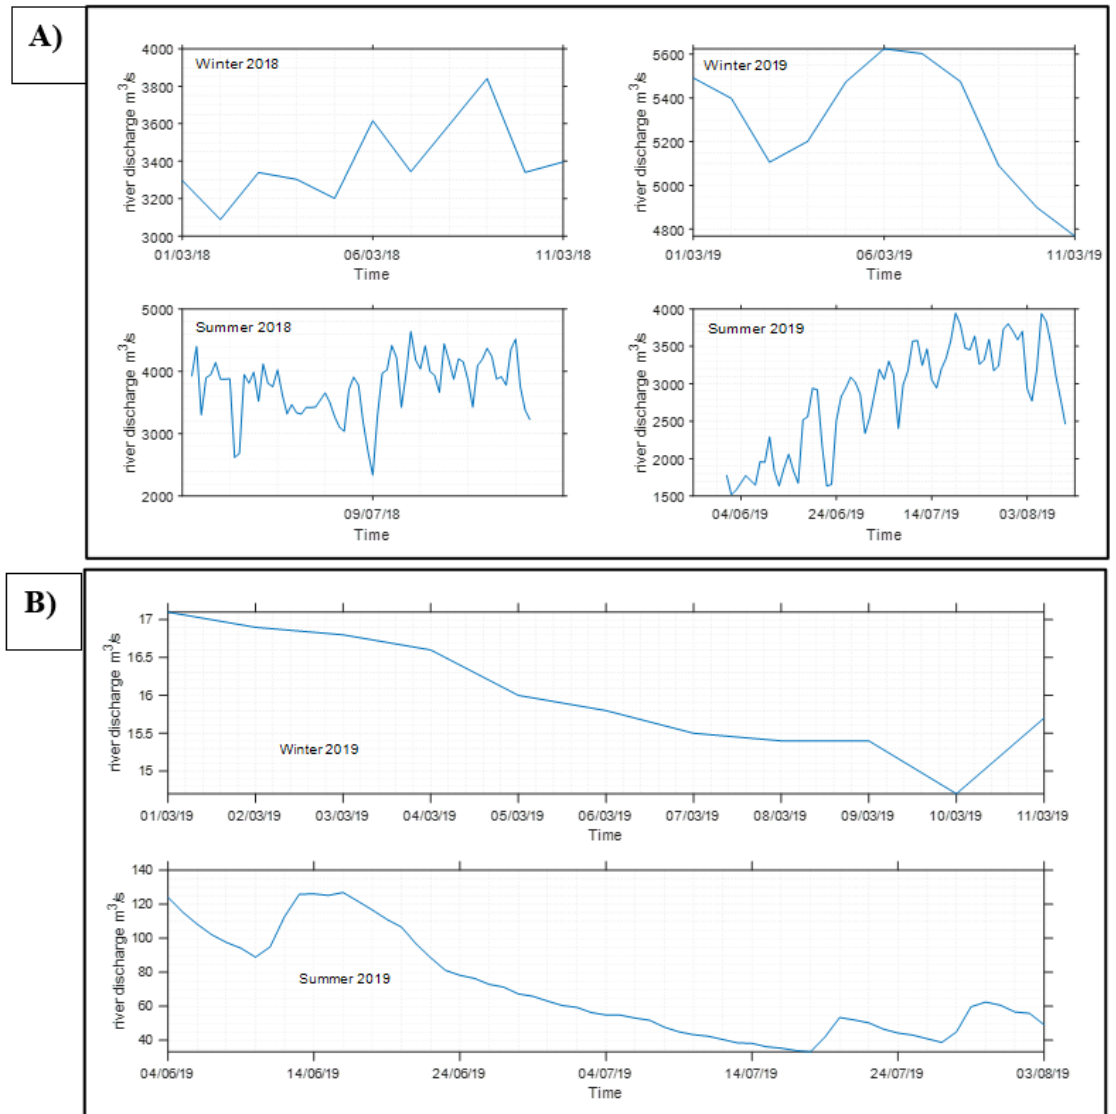 A)
Winter 2018
river discharge m³/s
4000
3800
3600
3400
3200
3000
01/03/18 06/03/18 11/03/18
Time
Winter 2019
river discharge m³/s
5600
5400
5200
5000
4800
01/03/19 06/03/19 11/03/19
Time
Summer 2018
river discharge m³/s
5000
4000
3000
2000
09/07/18
Time
Summer 2019
river discharge m³/s
4000
3500
3000
2500
2000
1500
04/06/19 24/06/19 14/07/19 03/08/19
Time
B)
river discharge m³/s
17
16.5
16
15.5
15
Winter 2019
01/03/19 02/03/19 03/03/19 04/03/19 05/03/19 06/03/19 07/03/19 08/03/19 09/03/19 10/03/19 11/03/19
Time
river discharge m³/s
140
120
100
80
60
40
Summer 2019
04/06/19 14/06/19 24/06/19 04/07/19 14/07/19 24/07/19 03/08/19
Time